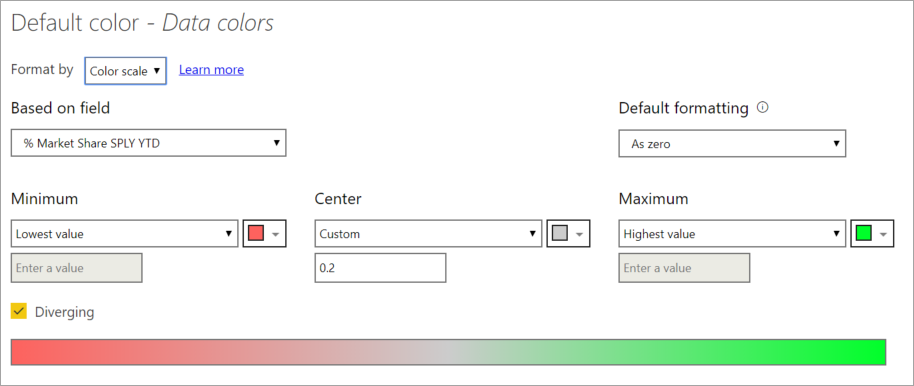 Default color - Data colors
Format by Color scale Learn more
Based on field Default formatting
% Market Share SPLY YTD As zero
Minimum Center Maximum
Lowest value Custom Highest value
Enter a value 0.2 Enter a value
Diverging